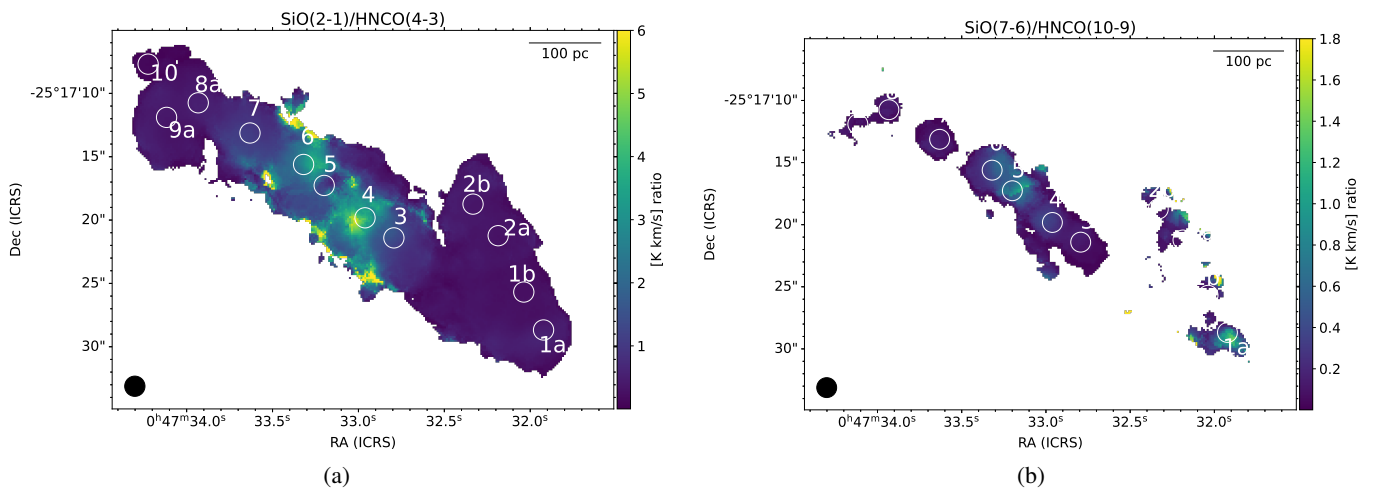 SiO(2-1)/HNCO(4-3)
100 pc
10
8a
9a
7
6
5
4
3
2b
2a
1b
1a
-25°17'10"
15"
20"
25"
30"
Dec (ICRS)
0ʰ47ᵐ34.0ˢ 33.5ˢ 33.0ˢ 32.5ˢ 32.0ˢ
RA (ICRS)
6
5
4
3
2
1
[K km/s] ratio
(a)
SiO(7-6)/HNCO(10-9)
100 pc
5
4
1a
-25°17'10"
15"
20"
25"
30"
Dec (ICRS)
0ʰ47ᵐ34.0ˢ 33.5ˢ 33.0ˢ 32.5ˢ 32.0ˢ
RA (ICRS)
1.8
1.6
1.4
1.2
1.0
0.8
0.6
0.4
0.2
[K km/s] ratio
(b)